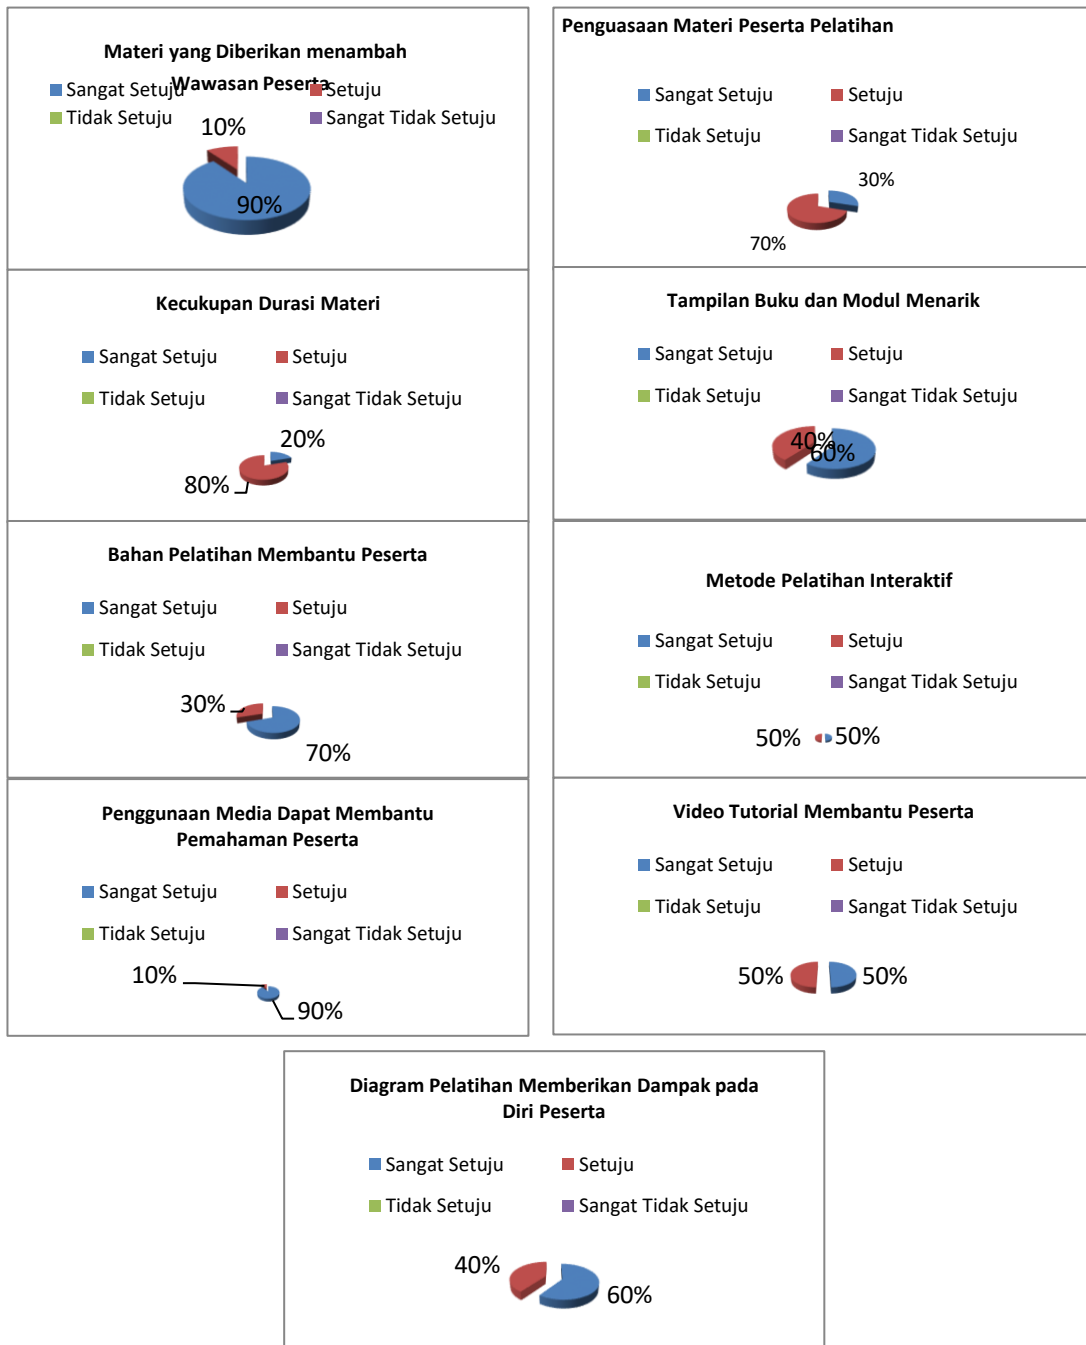 Materi yang Diberikan menambah
Wawasan Peserta
Sangat Setuju
Setuju
Tidak Setuju
Sangat Tidak Setuju
10%
90%
Penguasaan Materi Peserta Pelatihan
Sangat Setuju
Setuju
Tidak Setuju
Sangat Tidak Setuju
30%
70%
Kecukupan Durasi Materi
Sangat Setuju
Setuju
Tidak Setuju
Sangat Tidak Setuju
20%
80%
Tampilan Buku dan Modul Menarik
Sangat Setuju
Setuju
Tidak Setuju
Sangat Tidak Setuju
40%
60%
Bahan Pelatihan Membantu Peserta
Sangat Setuju
Setuju
Tidak Setuju
Sangat Tidak Setuju
30%
70%
Metode Pelatihan Interaktif
Sangat Setuju
Setuju
Tidak Setuju
Sangat Tidak Setuju
50%
50%
Penggunaan Media Dapat Membantu
Pemahaman Peserta
Sangat Setuju
Setuju
Tidak Setuju
Sangat Tidak Setuju
10%
90%
Video Tutorial Membantu Peserta
Sangat Setuju
Setuju
Tidak Setuju
Sangat Tidak Setuju
50%
50%
Diagram Pelatihan Memberikan Dampak pada
Diri Peserta
Sangat Setuju
Setuju
Tidak Setuju
Sangat Tidak Setuju
40%
60%